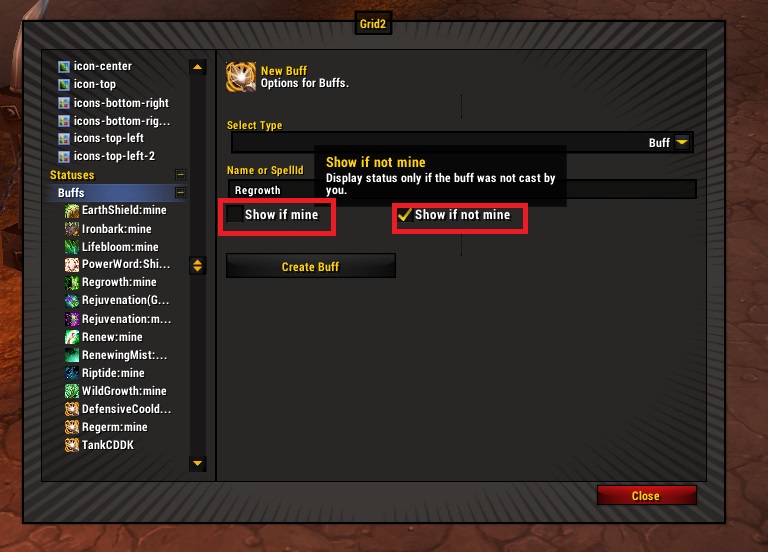 Grid2
icon-center
icon-top
icons-bottom-right
icons-bottom-rig...
icons-top-left
icons-top-left-2
Statuses
Buffs
EarthShield:mine
Ironbark:mine
Lifebloom:mine
PowerWord:Shi...
Regrowth:mine
Rejuvenation(G...
Rejuvenation:m...
Renew:mine
RenewingMist:...
Riptide:mine
WildGrowth:mine
DefensiveCoold...
Regerm:mine
TankCDDK
New Buff
Options for Buffs.
Select Type
Buff
Name or SpellId
Regrowth
Show if not mine
Display status only if the buff was not cast by
you.
Show if mine
Show if not mine
Create Buff
Close